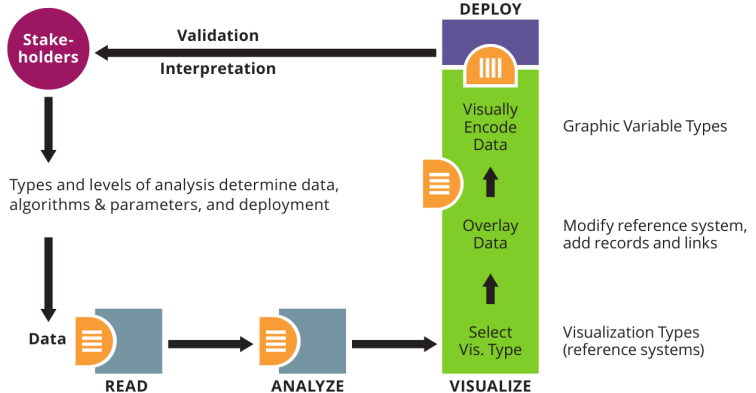 DEPLOY
Stake-
holders
Validation
Interpretation
Visually
Encode
Data
Graphic Variable Types
Types and levels of analysis determine data,
algorithms & parameters, and deployment
Overlay
Data
Modify reference system,
add records and links
Data
Select
Vis. Type
Visualization Types
(reference systems)
READ
ANALYZE
VISUALIZE